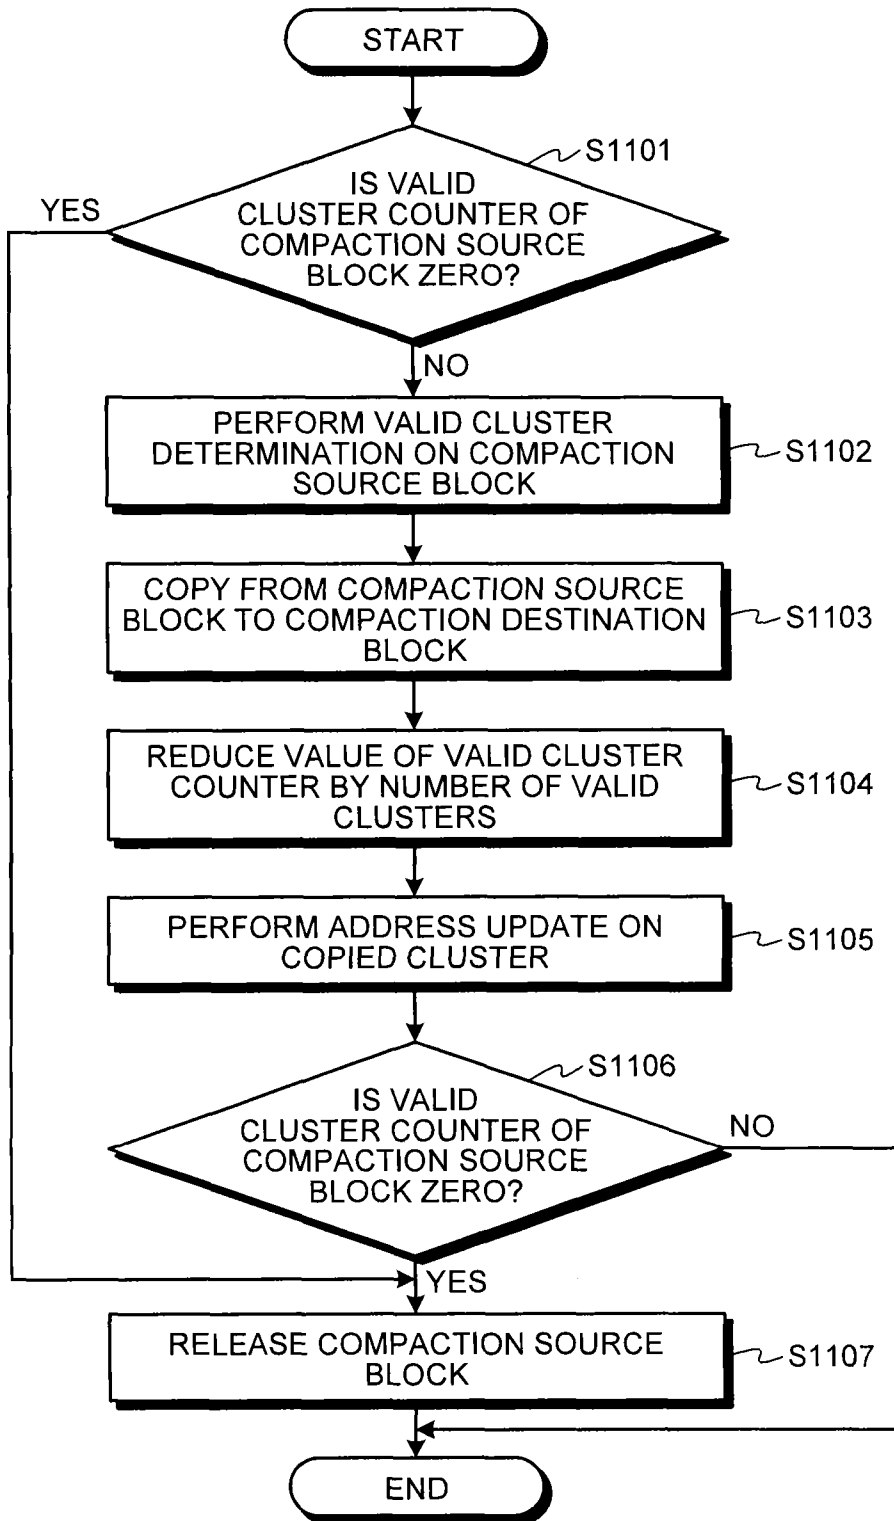 START
S1101
IS VALID
CLUSTER COUNTER OF
COMPACTION SOURCE
BLOCK ZERO?
YES
NO
PERFORM VALID CLUSTER
DETERMINATION ON COMPACTION
SOURCE BLOCK
S1102
COPY FROM COMPACTION SOURCE
BLOCK TO COMPACTION DESTINATION
BLOCK
S1103
REDUCE VALUE OF VALID CLUSTER
COUNTER BY NUMBER OF VALID
CLUSTERS
S1104
PERFORM ADDRESS UPDATE ON
COPIED CLUSTER
S1105
S1106
IS VALID
CLUSTER COUNTER OF
COMPACTION SOURCE
BLOCK ZERO?
NO
YES
RELEASE COMPACTION SOURCE
BLOCK
S1107
END